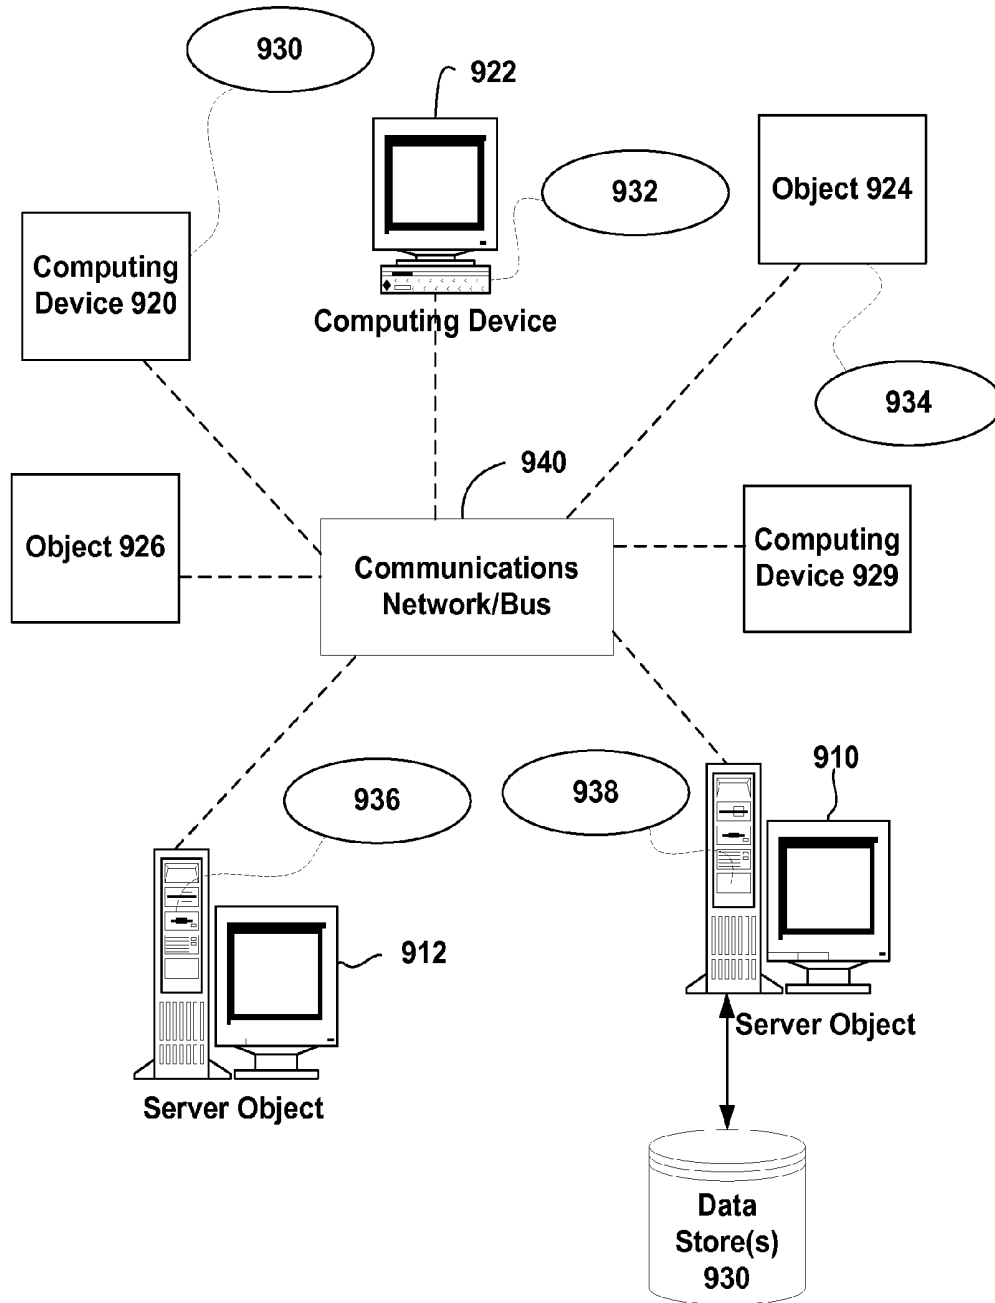 930
922
932
Object 924
Computing
Device 920
Computing Device
934
940
Object 926
Communications
Network/Bus
Computing
Device 929
910
936
938
912
Server Object
Server Object
Data
Store(s)
930